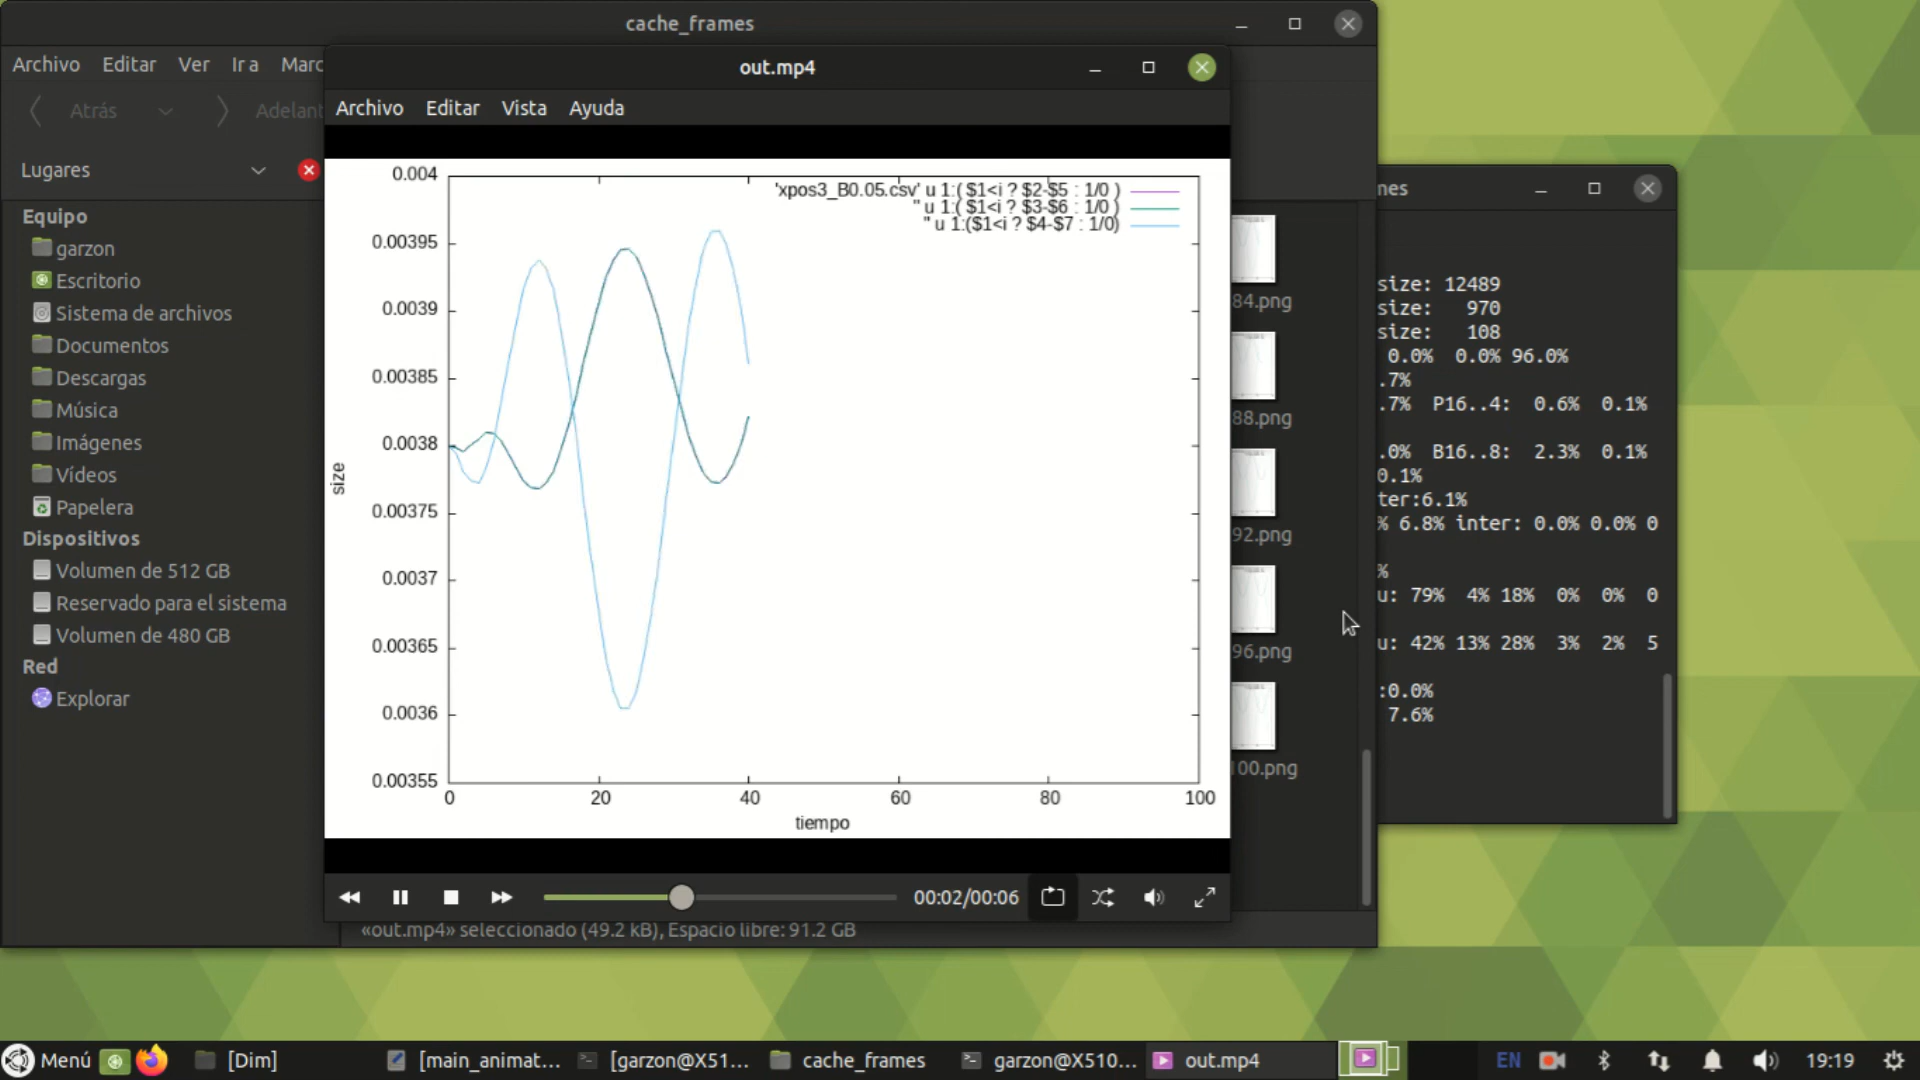 cache_frames
Archivo Editar Ver Ir a Marc
Atrás Adelant
Lugares
Equipo
garzon
Escritorio
Sistema de archivos
Documentos
Descargas
Música
Imágenes
Vídeos
Papelera
Dispositivos
Volumen de 512 GB
Reservado para el sistema
Volumen de 480 GB
Red
Explorar
out.mp4
Archivo Editar Vista Ayuda
'xpos3_B0.05.csv' u 1:( $1<i ? $2-$5 : 1/0 )
" u 1:( $1<i ? $3-$6 : 1/0 )
" u 1:($1<i ? $4-$7 : 1/0)
0.004
0.00395
0.0039
0.00385
0.0038
0.00375
0.0037
0.00365
0.0036
0.00355
size
0 20 40 60 80 100
tiempo
00:02/00:06
«out.mp4» seleccionado (49.2 kB), Espacio libre: 91.2 GB
84.png
88.png
92.png
96.png
100.png
nes
size: 12489
size: 970
size: 108
0.0% 0.0% 96.0%
.7%
.7% P16..4: 0.6% 0.1%
.0% B16..8: 2.3% 0.1%
0.1%
ter:6.1%
% 6.8% inter: 0.0% 0.0% 0
%
u: 79% 4% 18% 0% 0% 0
u: 42% 13% 28% 3% 2% 5
:0.0%
7.6%
Menú [Dim] [main_animat... [garzon@X51... cache_frames garzon@X510... out.mp4 EN 19:19